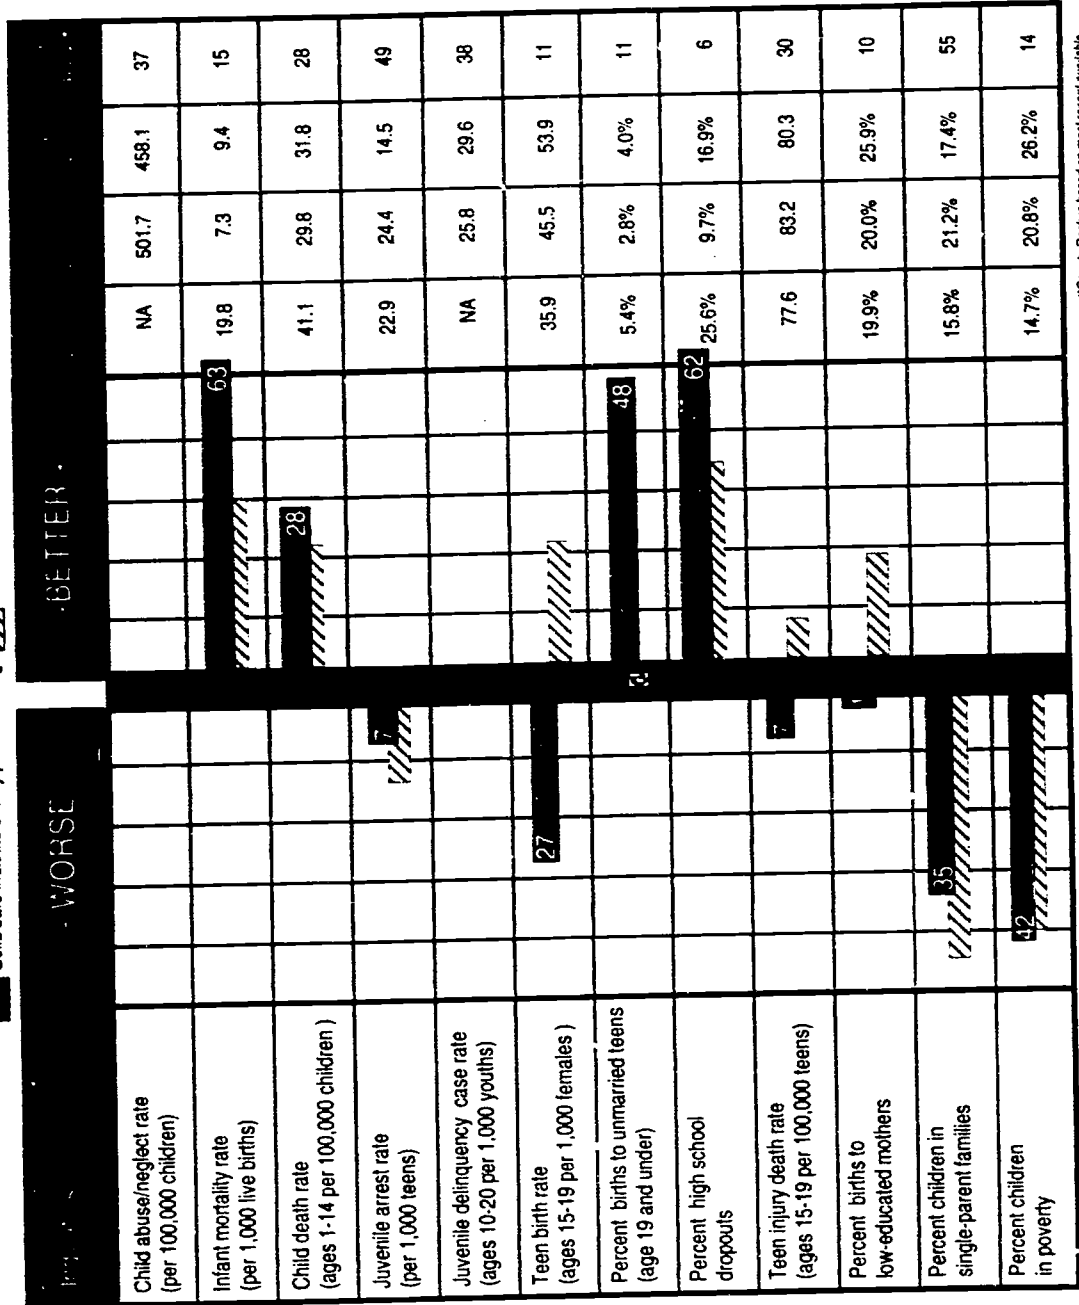 WORSE
BETTER
Child abuse/neglect rate
(per 100,000 children)
NA 501.7 458.1 37
Infant mortality rate
(per 1,000 live births)
63 19.8 7.3 9.4 15
Child death rate
(ages 1-14 per 100,000 children )
28 41.1 29.8 31.8 28
Juvenile arrest rate
(per 1,000 teens)
7 22.9 24.4 14.5 49
Juvenile delinquency case rate
(ages 10-20 per 1,000 youths)
NA 25.8 29.6 38
Teen birth rate
(ages 15-19 per 1,000 females )
27 35.9 45.5 53.9 11
Percent births to unmarried teens
(age 19 and under)
48 5.4% 2.8% 4.0% 11
Percent high school
dropouts
62 25.6% 9.7% 16.9% 6
Teen injury death rate
(ages 15-19 per 100,000 teens)
7 77.6 83.2 80.3 30
Percent births to
low-educated mothers
1 19.9% 20.0% 25.9% 10
Percent children in
single-parent families
35 15.8% 21.2% 17.4% 55
Percent children
in poverty
42 14.7% 20.8% 26.2% 14